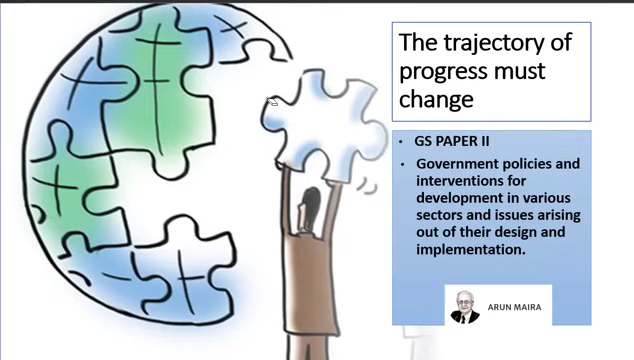 The trajectory of
progress must
change
• GS PAPER II
• Government policies and
interventions for
development in various
sectors and issues arising
out of their design and
implementation.
ARUN MAIRA